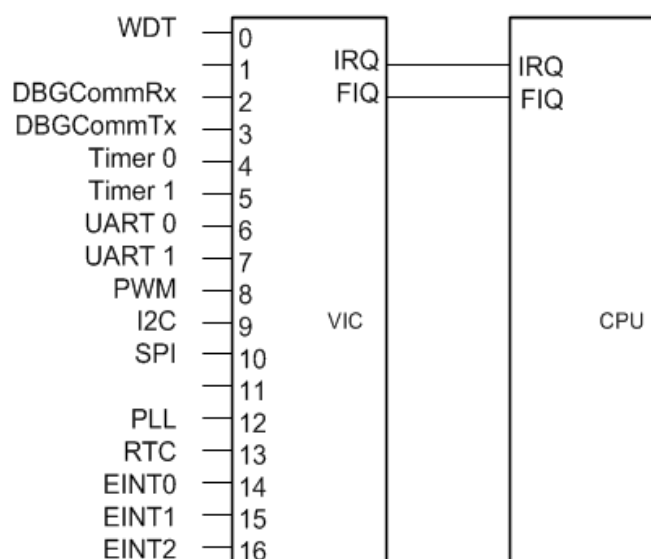 WDT 0
1 IRQ IRQ
DBGCommRx 2 FIQ FIQ
DBGCommTx 3
Timer 0 4
Timer 1 5
UART 0 6
UART 1 7
PWM 8
I2C 9 VIC CPU
SPI 10
11
PLL 12
RTC 13
EINT0 14
EINT1 15
EINT2 16